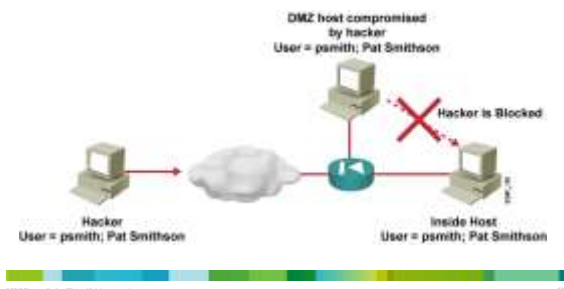 DMZ host compromised
by hacker
User = psmith; Pat Smithson
Hacker is Blocked
Hacker
User = psmith; Pat Smithson
Inside Host
User = psmith; Pat Smithson